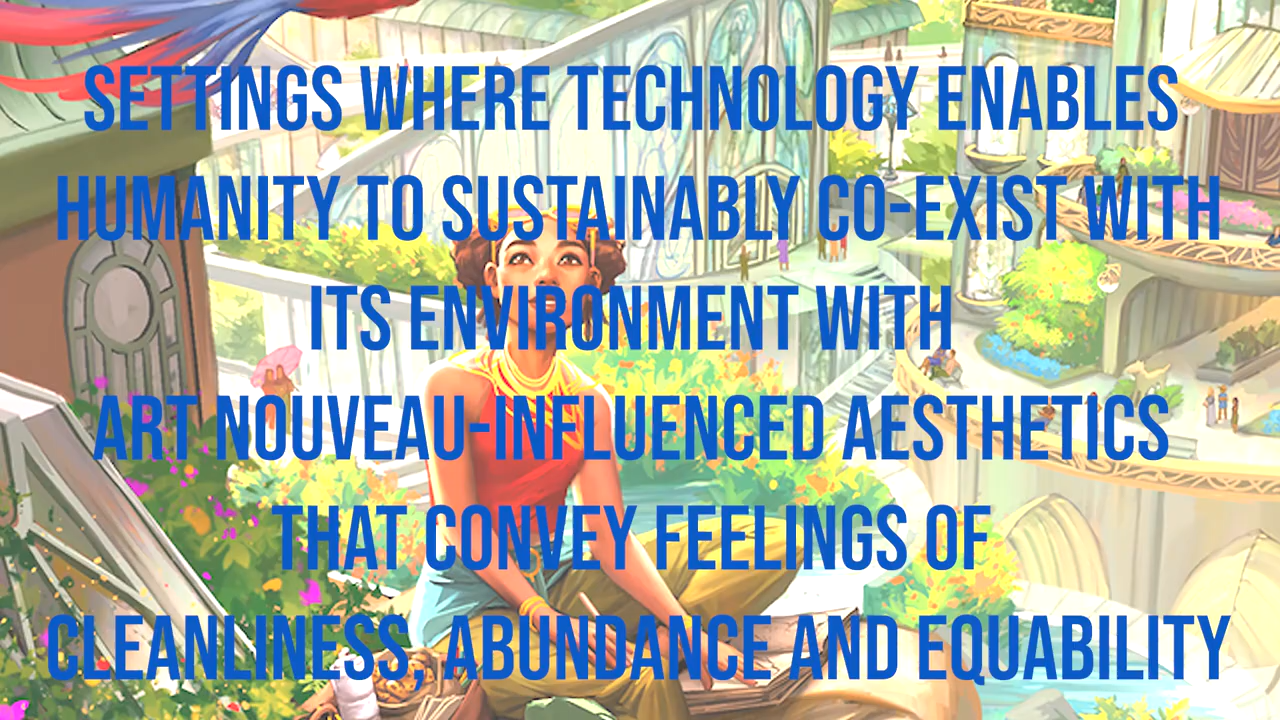 SETTINGS WHERE TECHNOLOGY ENABLES
HUMANITY TO SUSTAINABLY CO-EXIST WITH
ITS ENVIRONMENT WITH
ART NOUVEAU-INFLUENCED AESTHETICS
THAT CONVEY FEELINGS OF
CLEANLINESS, ABUNDANCE AND EQUABILITY